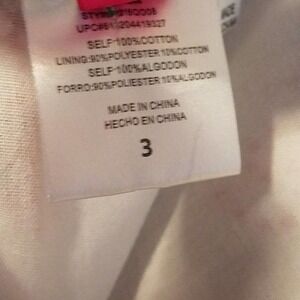 SELF:100%COTTON
LINING:90%POLYESTER 10%COTTON
SELF:100%ALGODON
FORRO:90%POLIESTER 10%ALGODON
MADE IN CHINA
HECHO EN CHINA
3